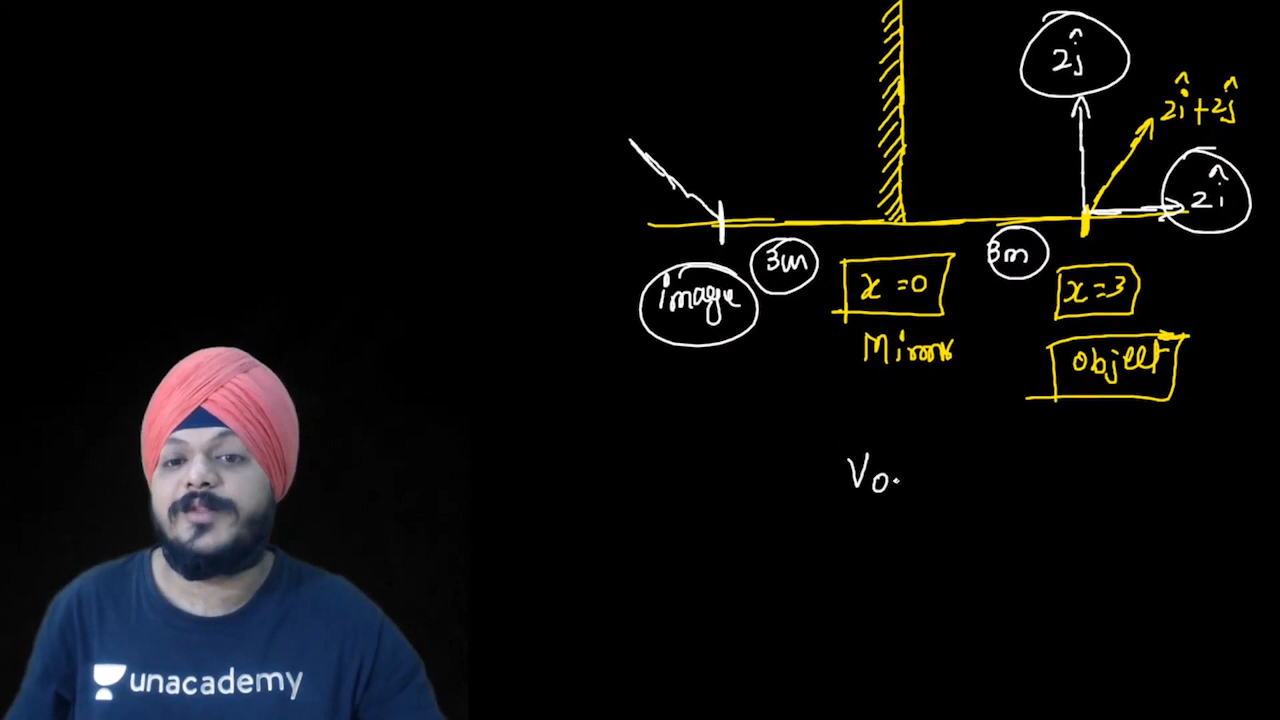 2ĵ
2î+2ĵ
2î
3m
3m
image
x=0
x=3
Mirror
object
Vo.
unacademy